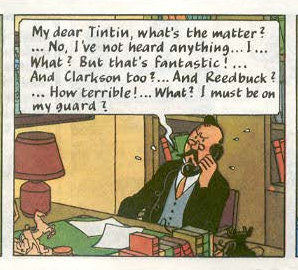 My dear Tintin, what's the matter?
... No, I've not heard anything... I...
What? But that's fantastic! ...
And Clarkson too?... And Reedbuck?
... How terrible!... What? I must be on
my guard?